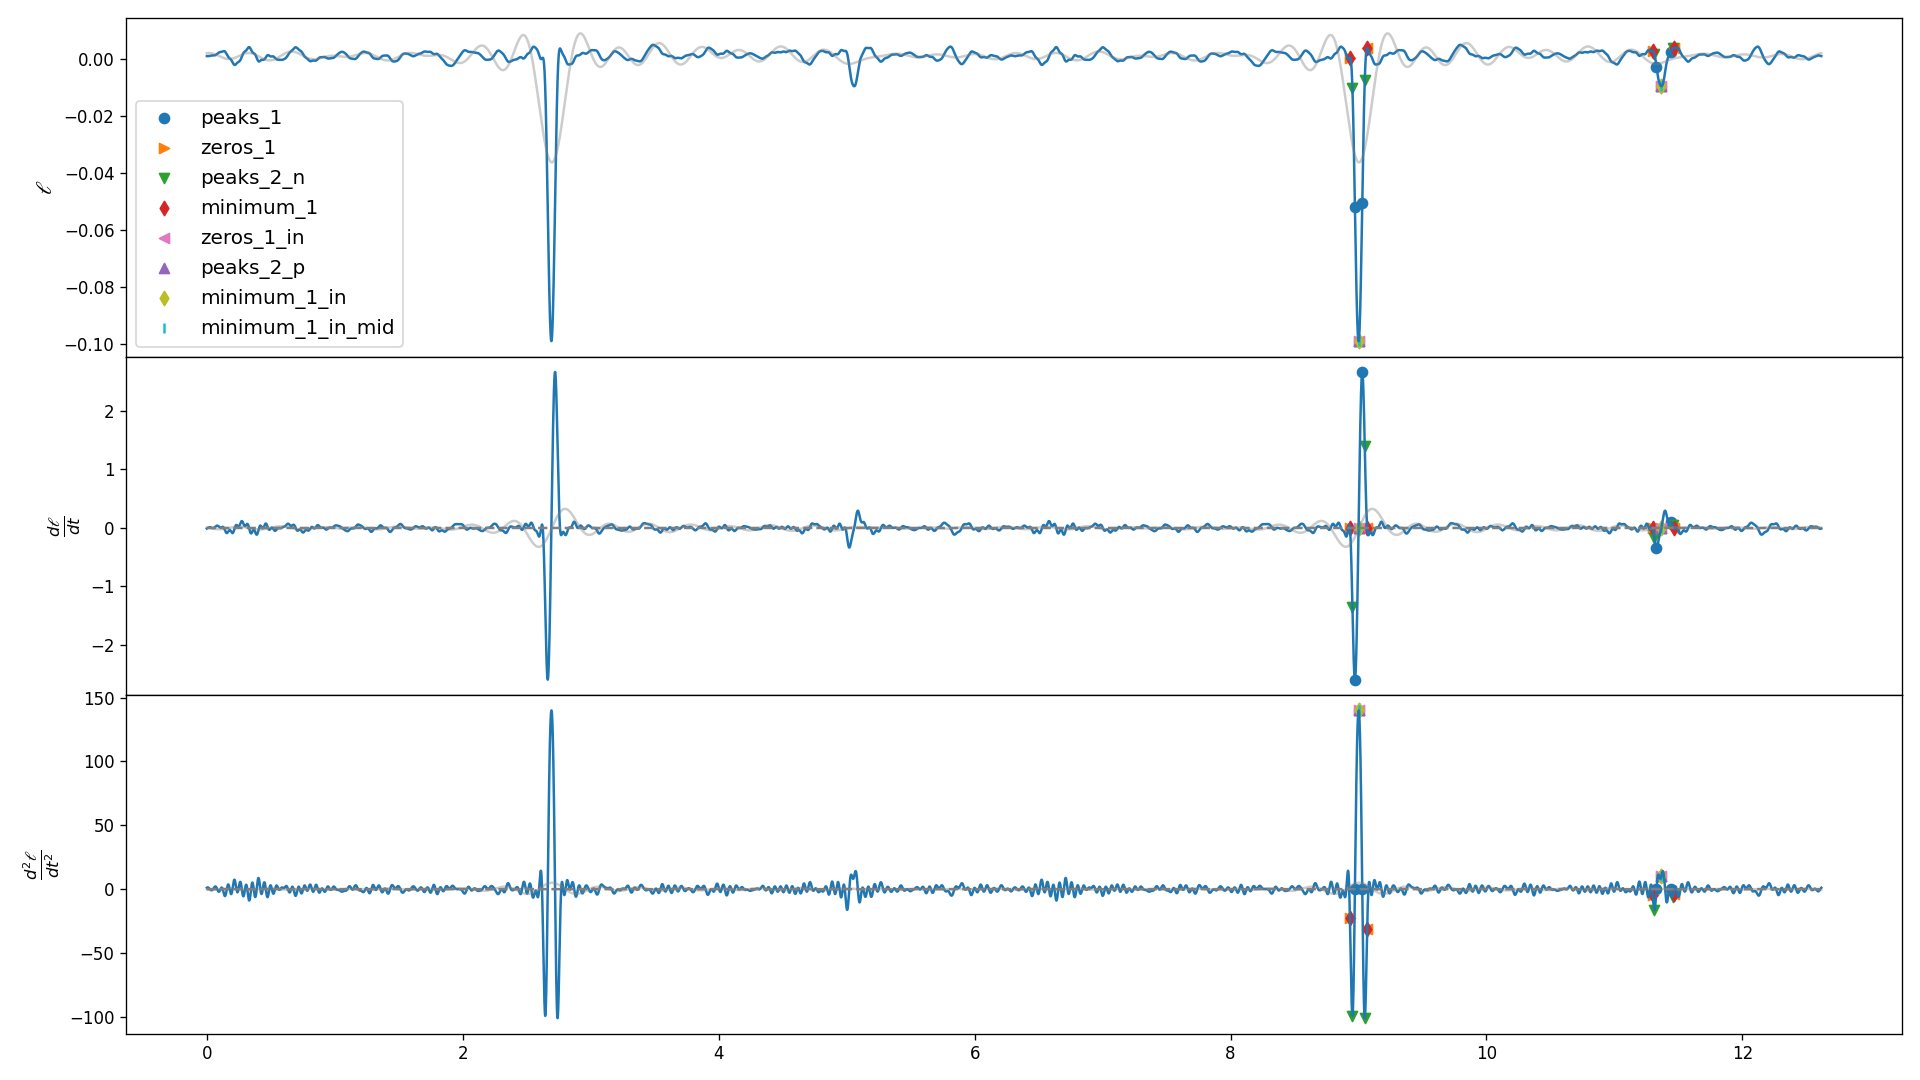 0.00
−0.02
−0.04
−0.06
−0.08
−0.10
ℓ
peaks_1
zeros_1
peaks_2_n
minimum_1
zeros_1_in
peaks_2_p
minimum_1_in
minimum_1_in_mid
2
1
0
−1
−2
dℓ
dt
150
100
50
0
−50
−100
d²ℓ
dt²
0 2 4 6 8 10 12